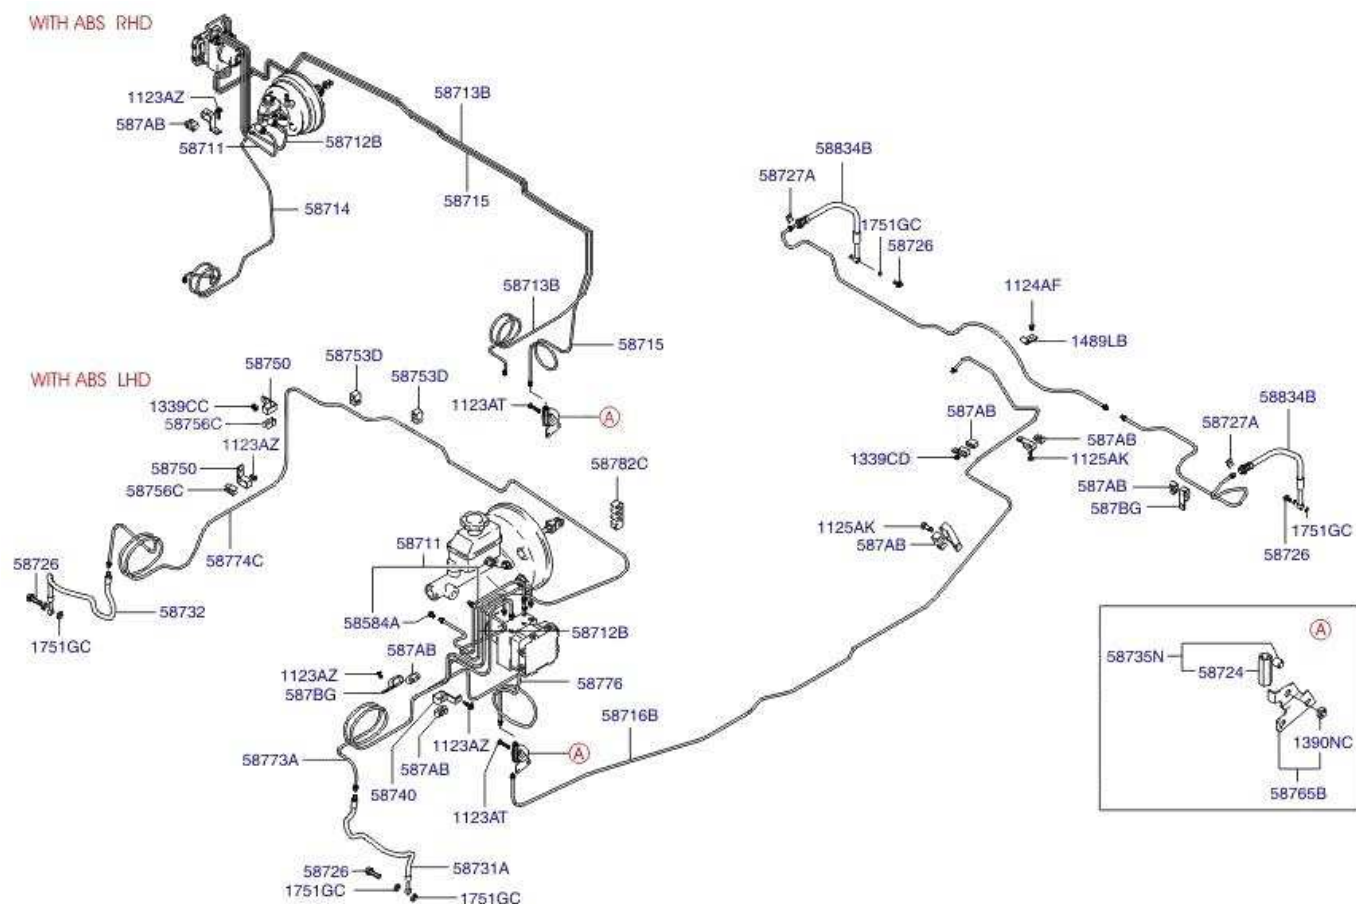 WITH ABS RHD
1123AZ
587AB
58711
58712B
58713B
58715
58714
58713B
58715
1123AT
A
58834B
58727A
1751GC
58726
1124AF
1489LB
WITH ABS LHD
58750
58753D
58753D
1339CC
58756C
1123AZ
58750
58756C
58774C
58726
58732
1751GC
58782C
58711
58584A
58712B
587AB
1123AZ
587BG
58776
58716B
58773A
1123AZ
587AB
58740
A
1123AT
58726
58731A
1751GC
1751GC
587AB
1339CD
587AB
1125AK
58834B
58727A
587AB
587BG
1751GC
58726
1125AK
587AB
A
58735N
58724
1390NC
58765B